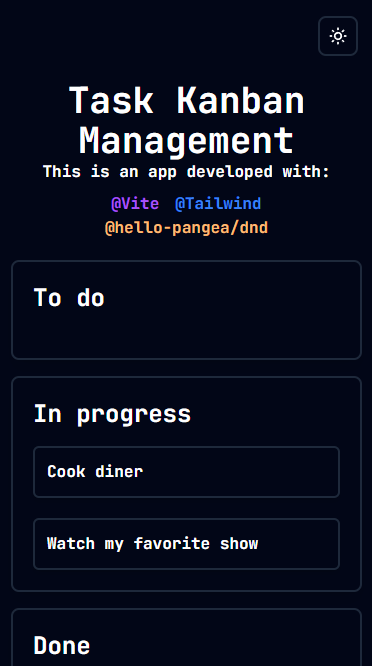 Task Kanban
Management
This is an app developed with:
@Vite @Tailwind
@hello-pangea/dnd
To do
In progress
Cook diner
Watch my favorite show
Done